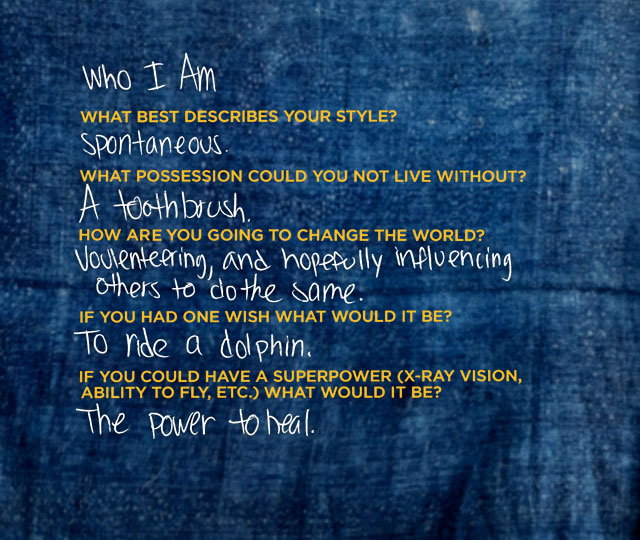 Who I Am
WHAT BEST DESCRIBES YOUR STYLE?
Spontaneous.
WHAT POSSESSION COULD YOU NOT LIVE WITHOUT?
A toothbrush.
HOW ARE YOU GOING TO CHANGE THE WORLD?
Voulenteering, and hopefully influencing
others to do the same.
IF YOU HAD ONE WISH WHAT WOULD IT BE?
To ride a dolphin.
IF YOU COULD HAVE A SUPERPOWER (X-RAY VISION,
ABILITY TO FLY, ETC.) WHAT WOULD IT BE?
The power to heal.